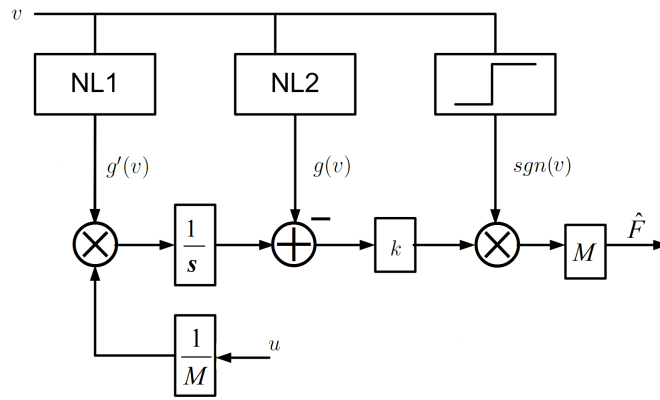 v
NL1 NL2
g′(v) g(v) sgn(v)
1/s − k M F̂
1/M u